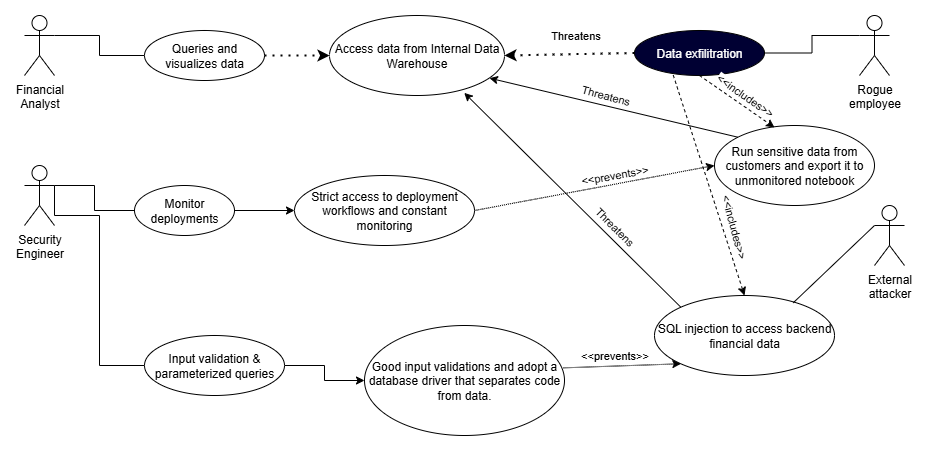 Queries and
visualizes data
Access data from Internal Data
Warehouse
Threatens
Data exfilitration
Financial
Analyst
Rogue
employee
<<includes>>
Threatens
Run sensitive data from
customers and export it to
unmonitored notebook
<<prevents>>
Monitor
deployments
Strict access to deployment
workflows and constant
monitoring
Security
Engineer
Threatens
<<includes>>
External
attacker
SQL injection to access backend
financial data
Input validation &
parameterized queries
Good input validations and adopt a
database driver that separates code
from data.
<<prevents>>